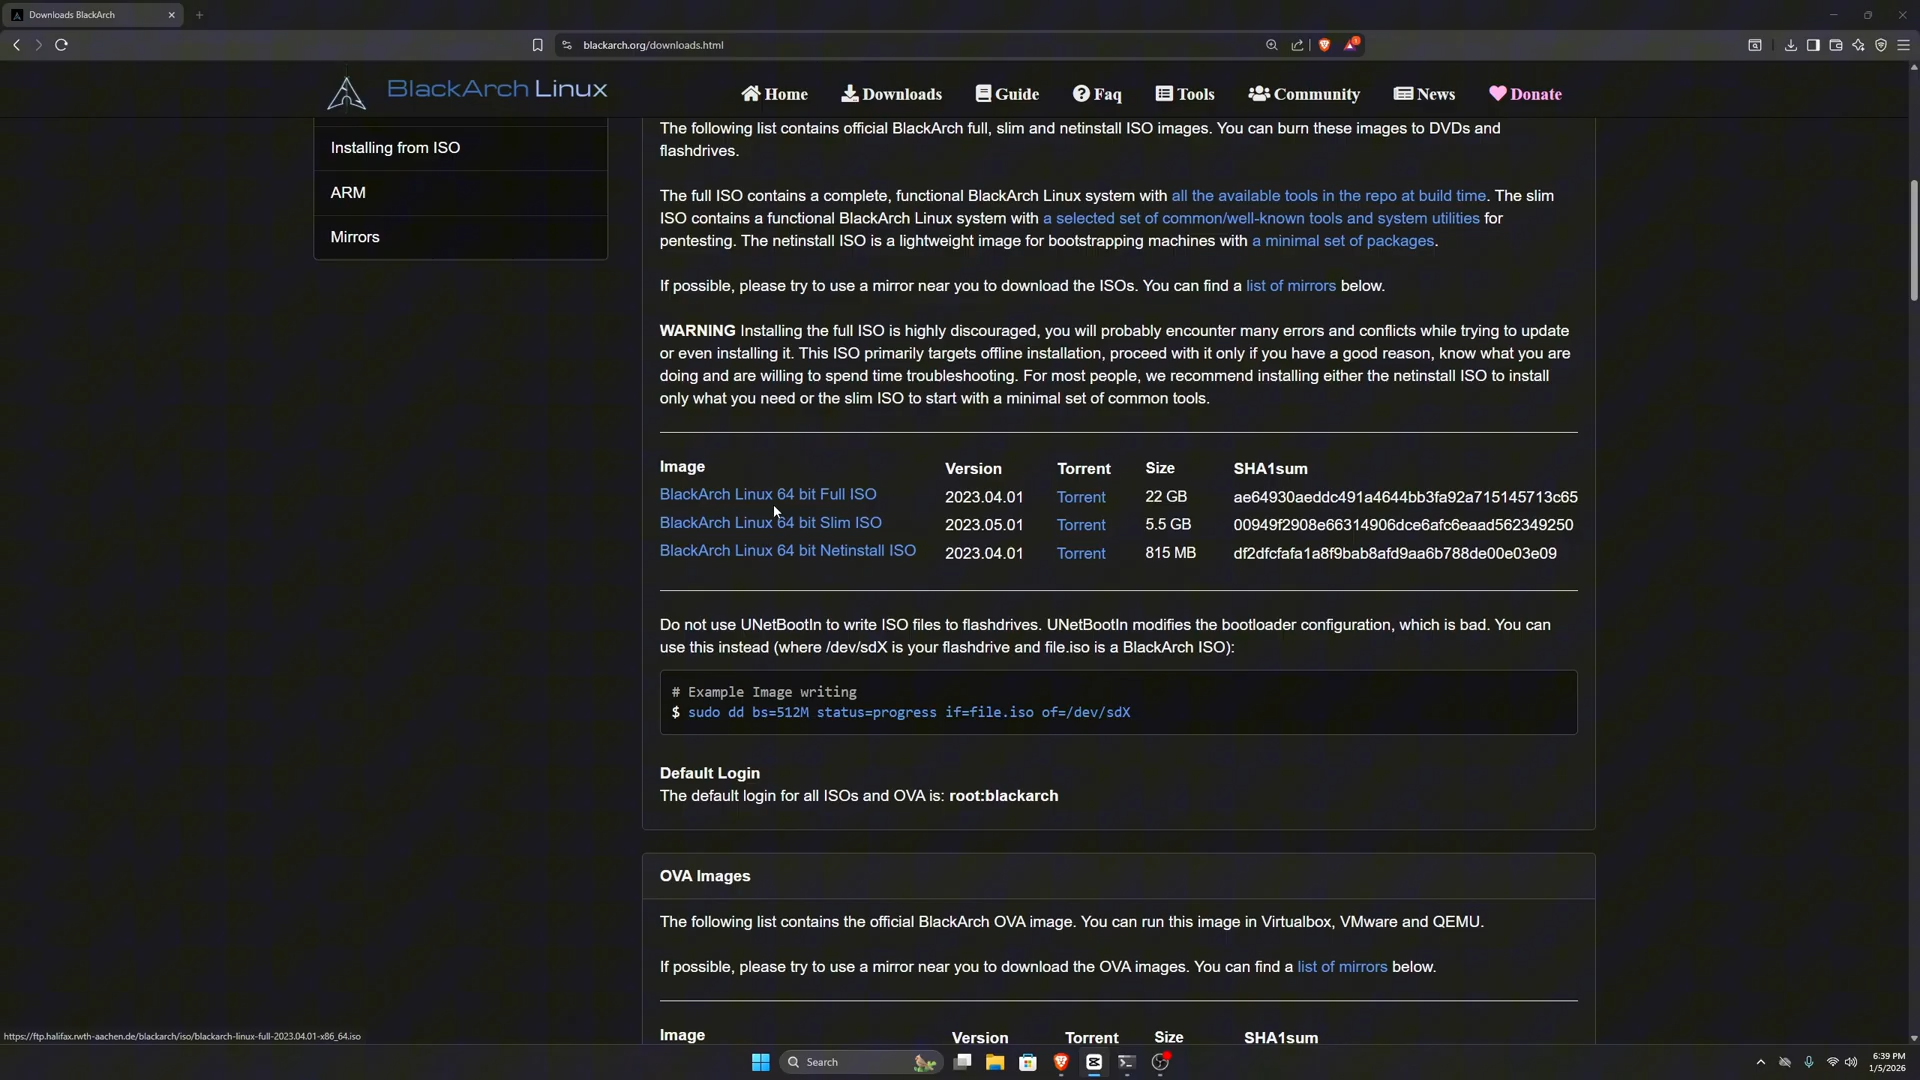 Downloads BlackArch
blackarch.org/downloads.html
BlackArch Linux
Home
Downloads
Guide
Faq
Tools
Community
News
Donate
Installing from ISO
ARM
Mirrors
The following list contains official BlackArch full, slim and netinstall ISO images. You can burn these images to DVDs and
flashdrives.
The full ISO contains a complete, functional BlackArch Linux system with all the available tools in the repo at build time. The slim
ISO contains a functional BlackArch Linux system with a selected set of common/well-known tools and system utilities for
pentesting. The netinstall ISO is a lightweight image for bootstrapping machines with a minimal set of packages.
If possible, please try to use a mirror near you to download the ISOs. You can find a list of mirrors below.
WARNING Installing the full ISO is highly discouraged, you will probably encounter many errors and conflicts while trying to update
or even installing it. This ISO primarily targets offline installation, proceed with it only if you have a good reason, know what you are
doing and are willing to spend time troubleshooting. For most people, we recommend installing either the netinstall ISO to install
only what you need or the slim ISO to start with a minimal set of common tools.
Image Version Torrent Size SHA1sum
BlackArch Linux 64 bit Full ISO 2023.04.01 Torrent 22 GB ae64930aeddc491a4644bb3fa92a715145713c65
BlackArch Linux 64 bit Slim ISO 2023.05.01 Torrent 5.5 GB 00949f2908e66314906dce6afc6eaad562349250
BlackArch Linux 64 bit Netinstall ISO 2023.04.01 Torrent 815 MB df2dfcfafa1a8f9bab8afd9aa6b788de00e03e09
Do not use UNetBootIn to write ISO files to flashdrives. UNetBootIn modifies the bootloader configuration, which is bad. You can
use this instead (where /dev/sdX is your flashdrive and file.iso is a BlackArch ISO):
# Example Image writing
$ sudo dd bs=512M status=progress if=file.iso of=/dev/sdX
Default Login
The default login for all ISOs and OVA is: root:blackarch
OVA Images
The following list contains the official BlackArch OVA image. You can run this image in Virtualbox, VMware and QEMU.
If possible, please try to use a mirror near you to download the OVA images. You can find a list of mirrors below.
Image Version Torrent Size SHA1sum
https://ftp.halifax.rwth-aachen.de/blackarch/iso/blackarch-linux-full-2023.04.01-x86_64.iso
Search
6:39 PM
1/5/2026